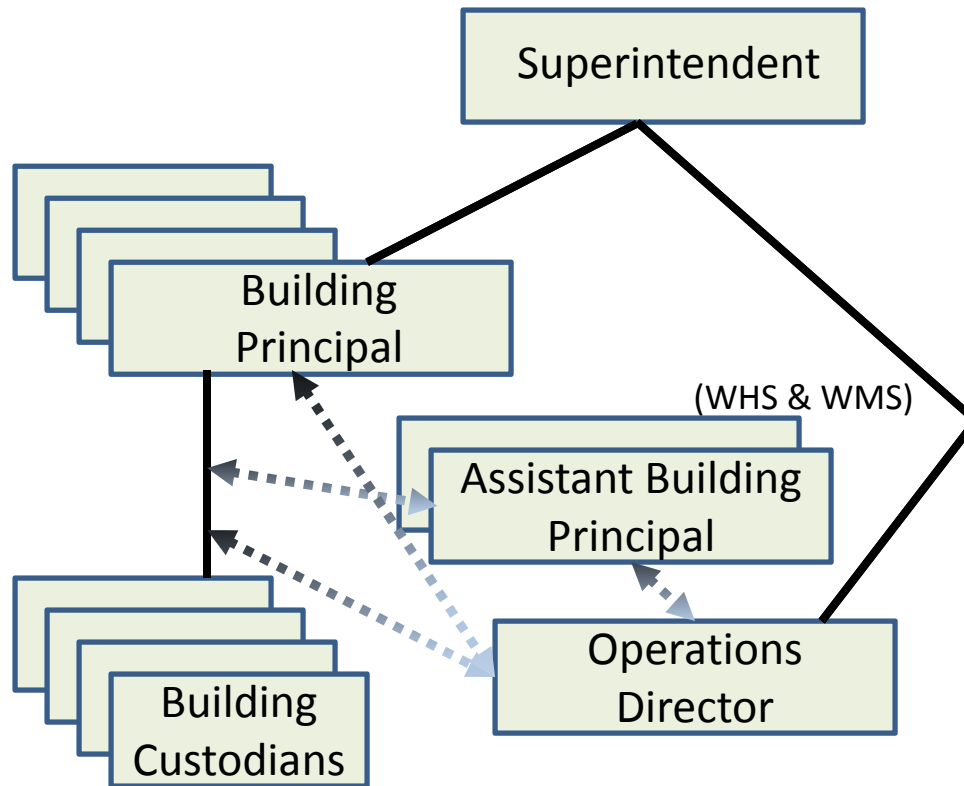 Superintendent
Building
Principal
(WHS & WMS)
Assistant Building
Principal
Operations
Director
Building
Custodians